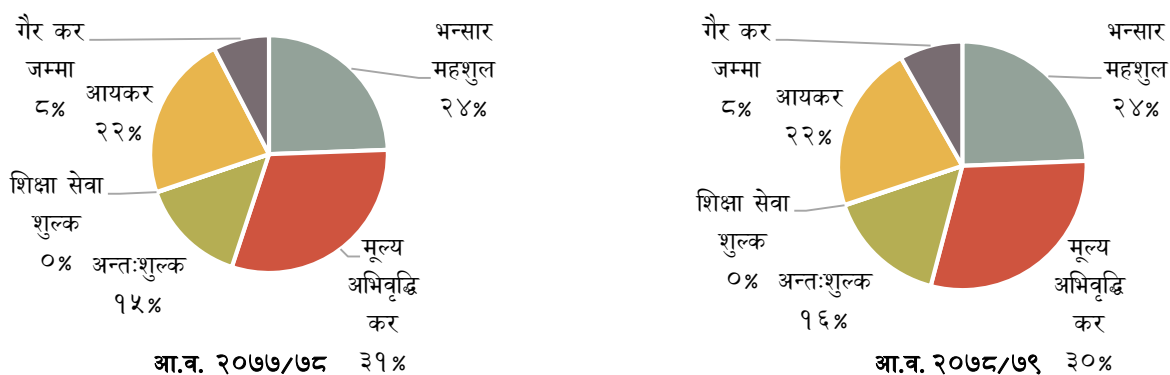 गैर कर
जम्मा
८%
भन्सार
महशुल
२४%
आयकर
२२%
शिक्षा सेवा
शुल्क
०%
अन्तःशुल्क
१५%
मूल्य
अभिवृद्धि
कर
३१%
आ.व. २०७७/७८
गैर कर
जम्मा
८%
भन्सार
महशुल
२४%
आयकर
२२%
शिक्षा सेवा
शुल्क
०%
अन्तःशुल्क
१६%
मूल्य
अभिवृद्धि
कर
३०%
आ.व. २०७८/७९